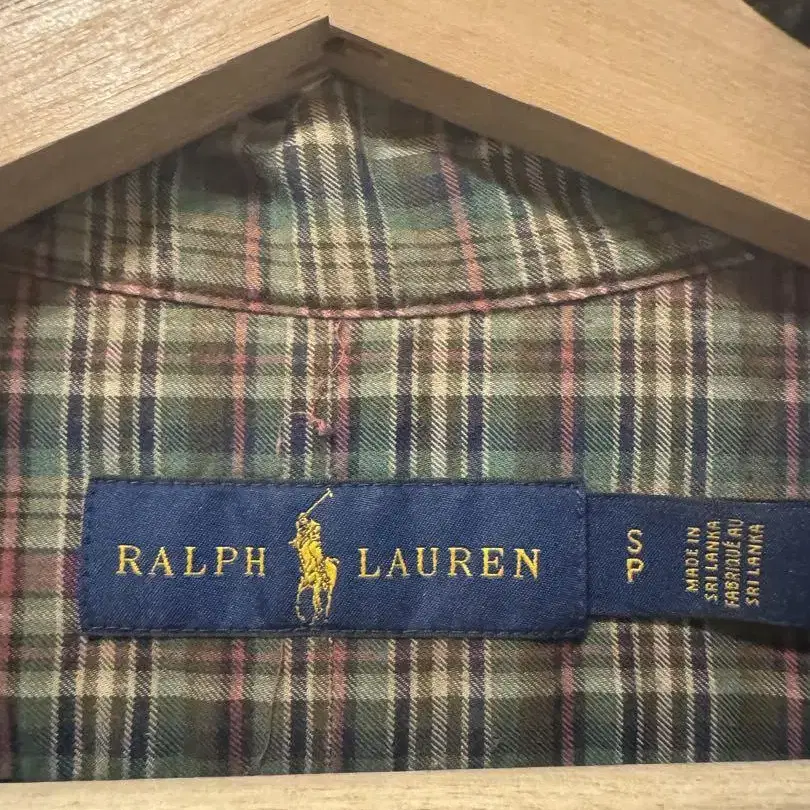 RALPH LAUREN
S
P
MADE IN
SRI LANKA
FABRIQUÉ AU
SRI LANKA